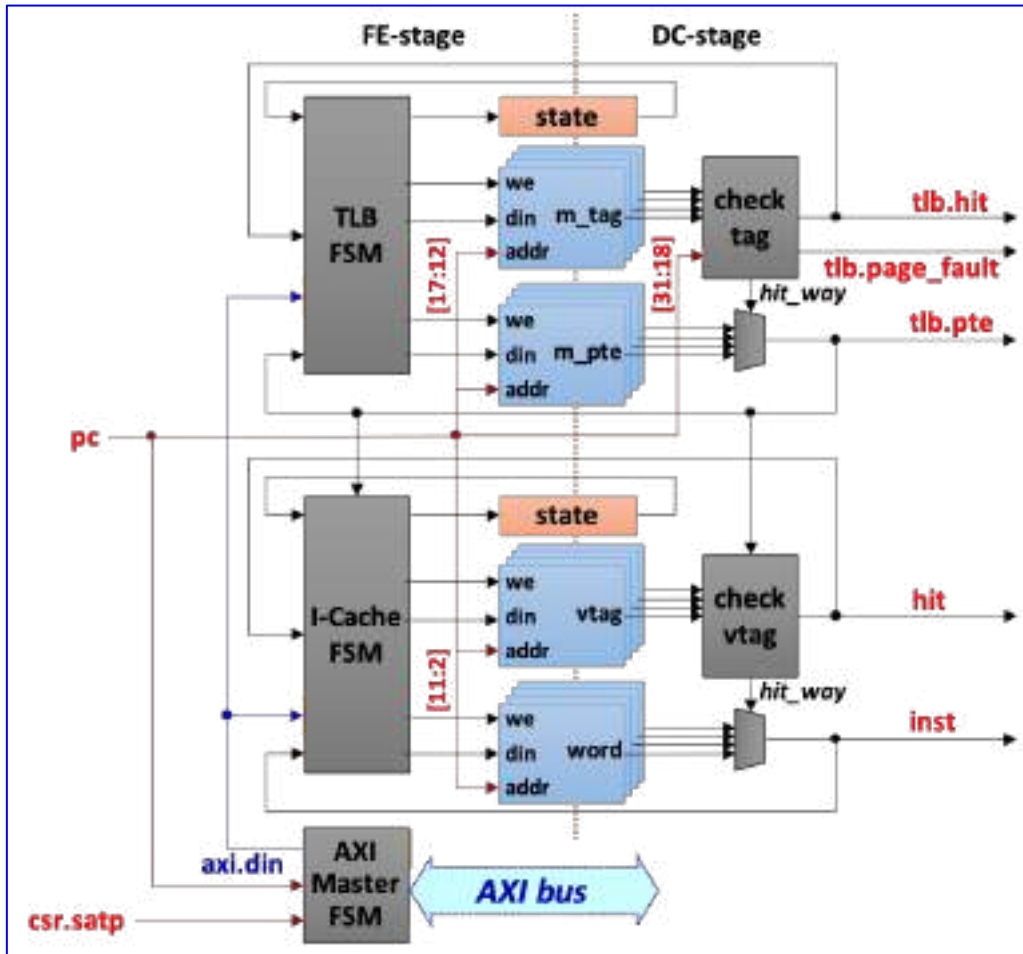 FE-stage
DC-stage
state
TLB
FSM
we
din
addr
m_tag
[17:12]
[31:18]
check
tag
tlb.hit
tlb.page_fault
hit_way
we
din
addr
m_pte
tlb.pte
pc
state
I-Cache
FSM
we
din
addr
vtag
[11:2]
check
vtag
hit
hit_way
we
din
addr
word
inst
axi.din
AXI
Master
FSM
AXI bus
csr.satp